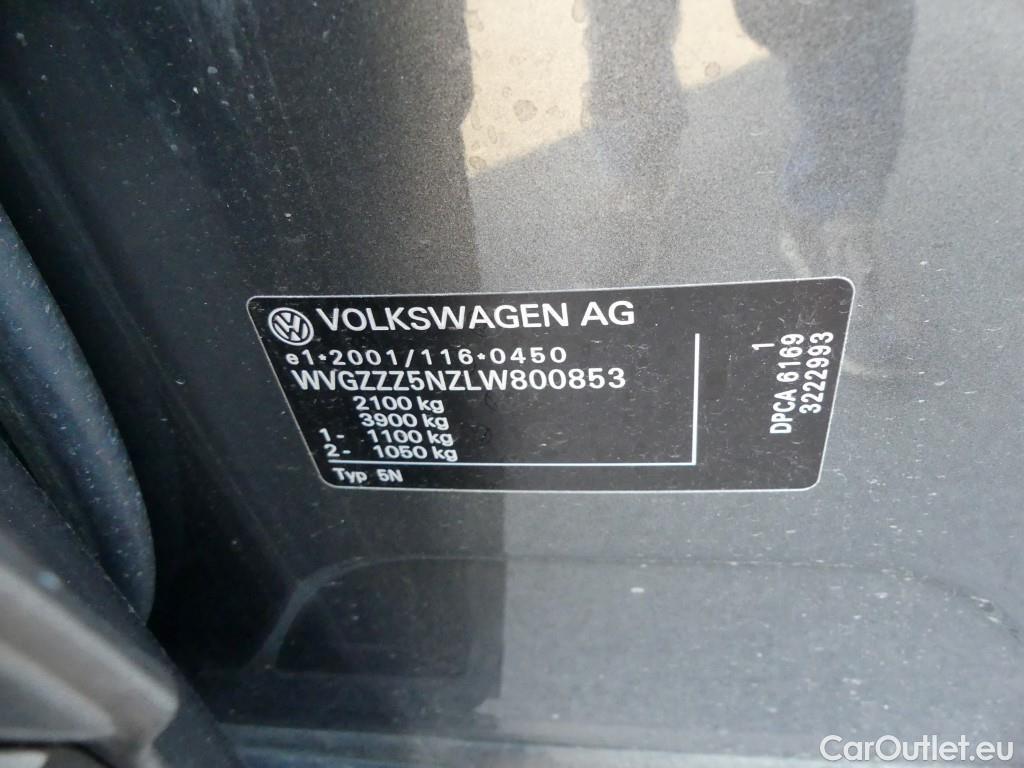 VOLKSWAGEN AG
e1*2001/116*0450
WVGZZZ5NZLW800853
2100 kg
3900 kg
1- 1100 kg
2- 1050 kg
Typ 5N
1
DPCA 6169
3222993
CarOutlet.eu